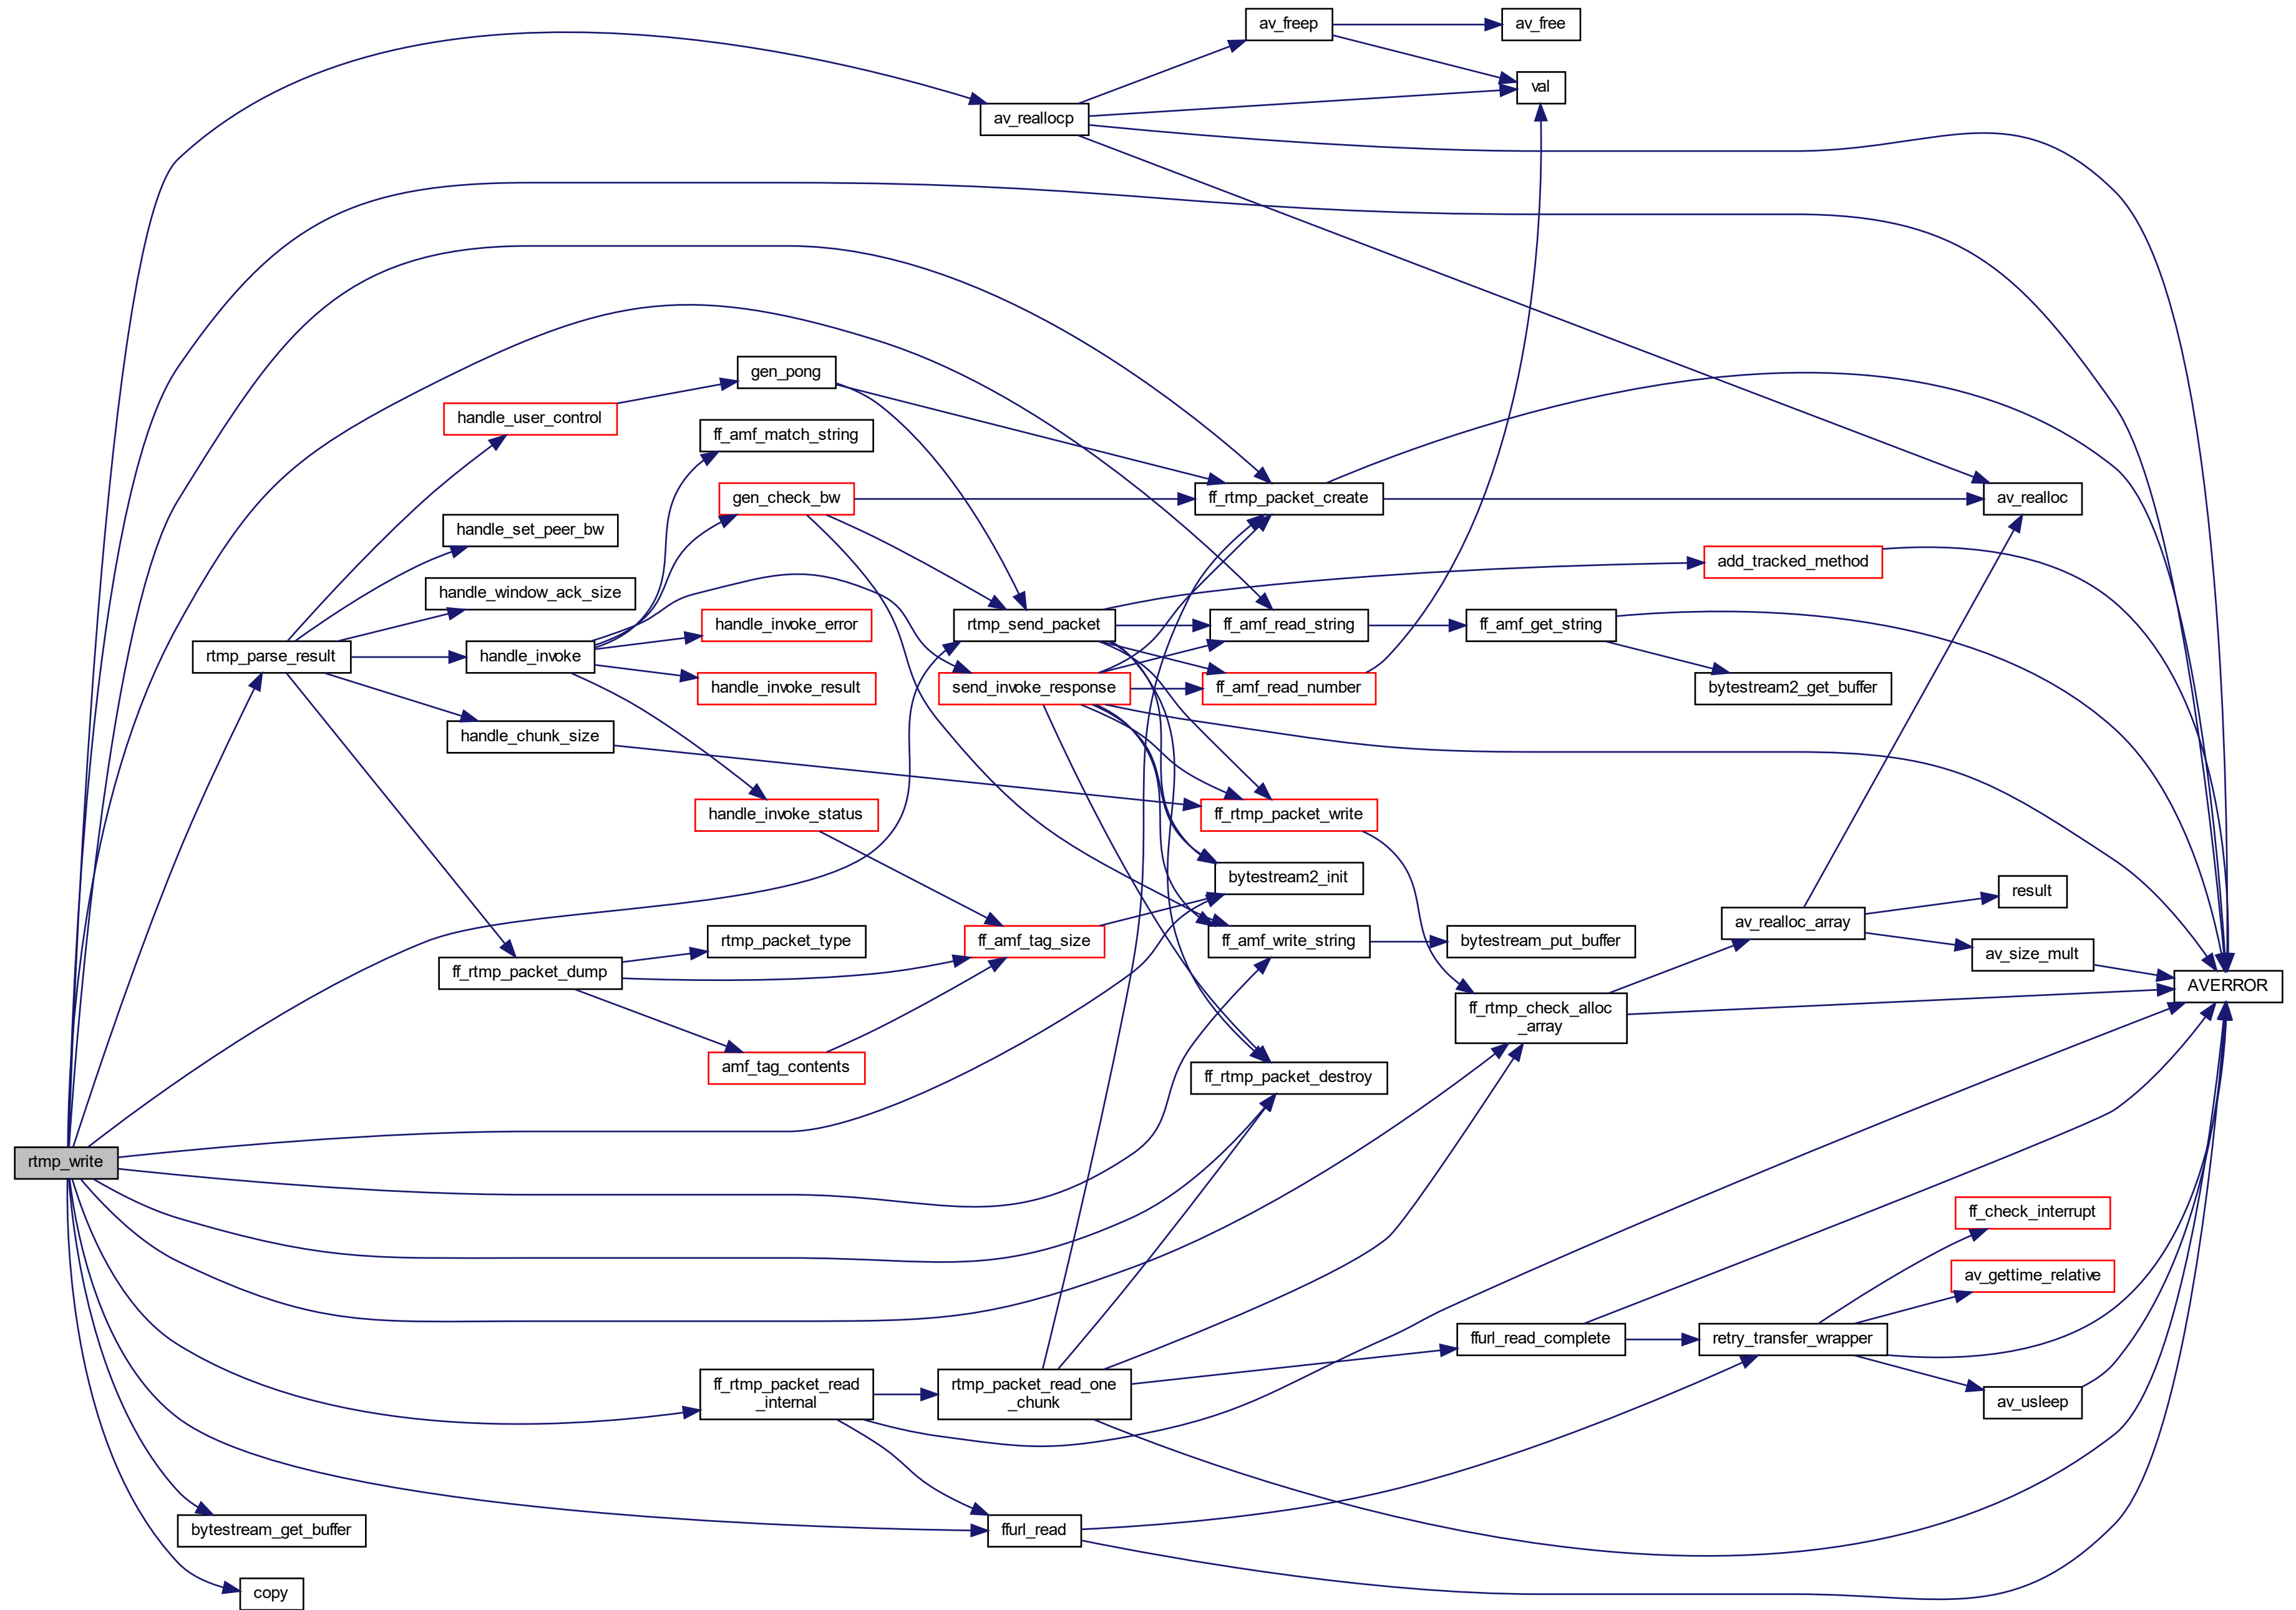 av_freep
av_free
val
av_reallocp
gen_pong
handle_user_control
ff_amf_match_string
gen_check_bw
ff_rtmp_packet_create
av_realloc
handle_set_peer_bw
add_tracked_method
handle_window_ack_size
handle_invoke_error
rtmp_send_packet
ff_amf_read_string
ff_amf_get_string
rtmp_parse_result
handle_invoke
handle_invoke_result
send_invoke_response
ff_amf_read_number
bytestream2_get_buffer
handle_chunk_size
handle_invoke_status
ff_rtmp_packet_write
bytestream2_init
result
av_realloc_array
rtmp_packet_type
ff_amf_tag_size
ff_amf_write_string
bytestream_put_buffer
av_size_mult
ff_rtmp_packet_dump
AVERROR
ff_rtmp_check_alloc
_array
amf_tag_contents
ff_rtmp_packet_destroy
rtmp_write
ff_check_interrupt
av_gettime_relative
ffurl_read_complete
retry_transfer_wrapper
ff_rtmp_packet_read
_internal
rtmp_packet_read_one
_chunk
av_usleep
bytestream_get_buffer
ffurl_read
copy